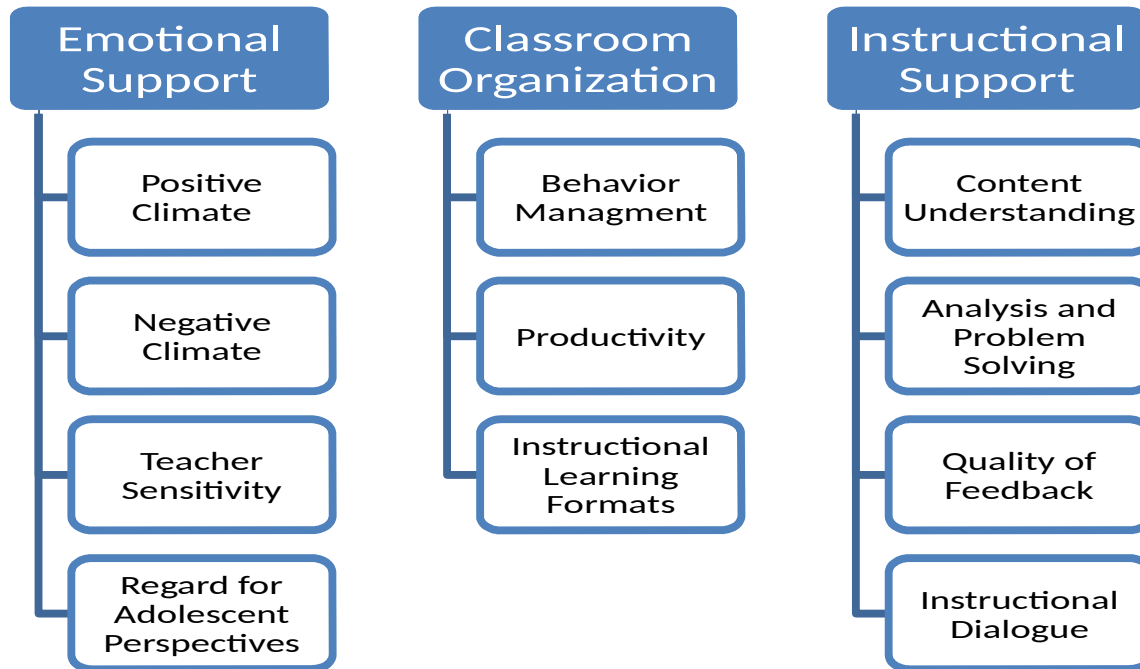 Emotional
Support
Positive
Climate
Negative
Climate
Teacher
Sensitivity
Regard for
Adolescent
Perspectives
Classroom
Organization
Behavior
Managment
Productivity
Instructional
Learning
Formats
Instructional
Support
Content
Understanding
Analysis and
Problem
Solving
Quality of
Feedback
Instructional
Dialogue